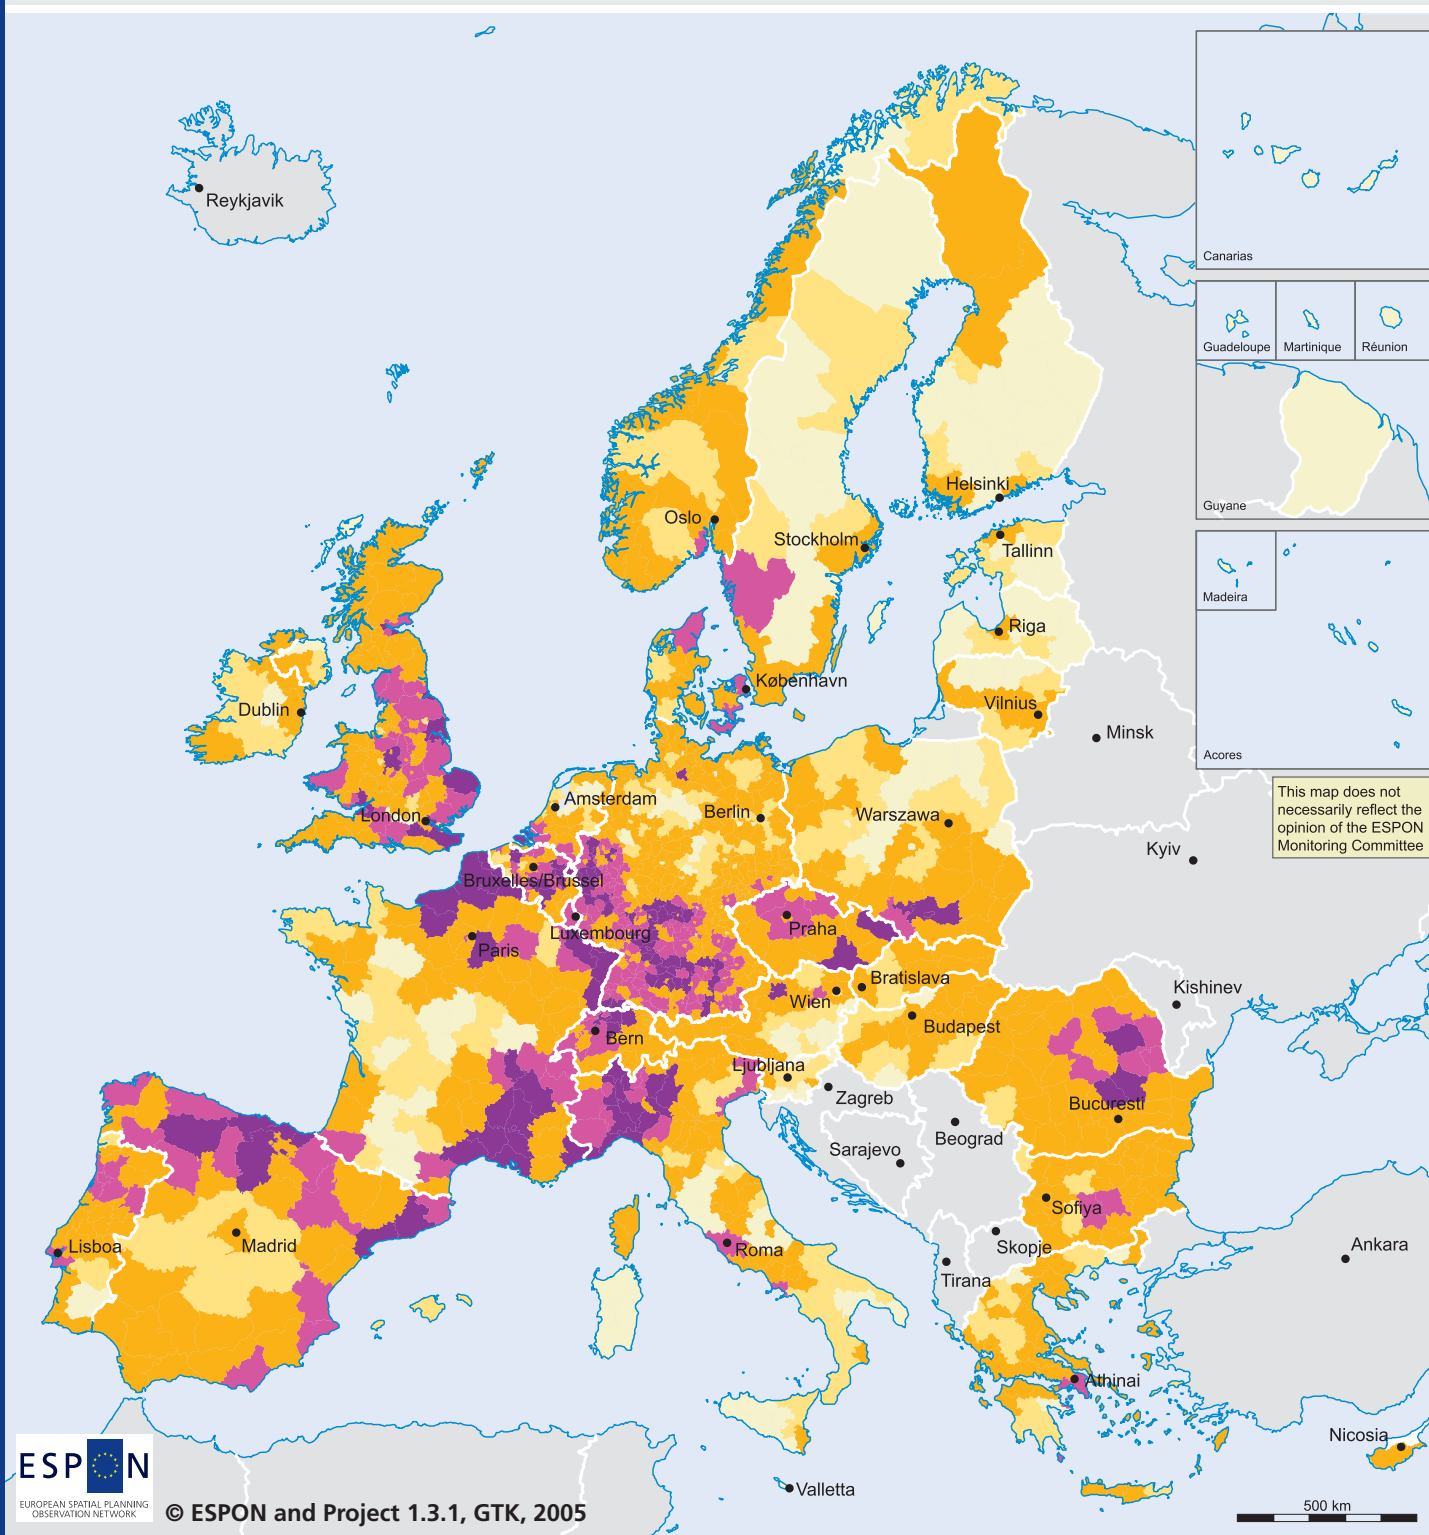 Reykjavik
Canarias
Guadeloupe
Martinique
Réunion
Guyane
Madeira
Acores
Helsinki
Oslo
Stockholm
Tallinn
Riga
København
Dublin
Vilnius
Minsk
Amsterdam
London
Berlin
Warszawa
This map does not
necessarily reflect the
opinion of the ESPON
Monitoring Committee
Kyiv
Bruxelles/Brussel
Luxembourg
Praha
Paris
Bratislava
Wien
Kishinev
Budapest
Bern
Ljubljana
Zagreb
Bucuresti
Beograd
Sarajevo
Sofiya
Lisboa
Madrid
Roma
Skopje
Ankara
Tirana
Athinai
Nicosia
Valletta
ESPON
EUROPEAN SPATIAL PLANNING
OBSERVATION NETWORK
© ESPON and Project 1.3.1, GTK, 2005
500 km